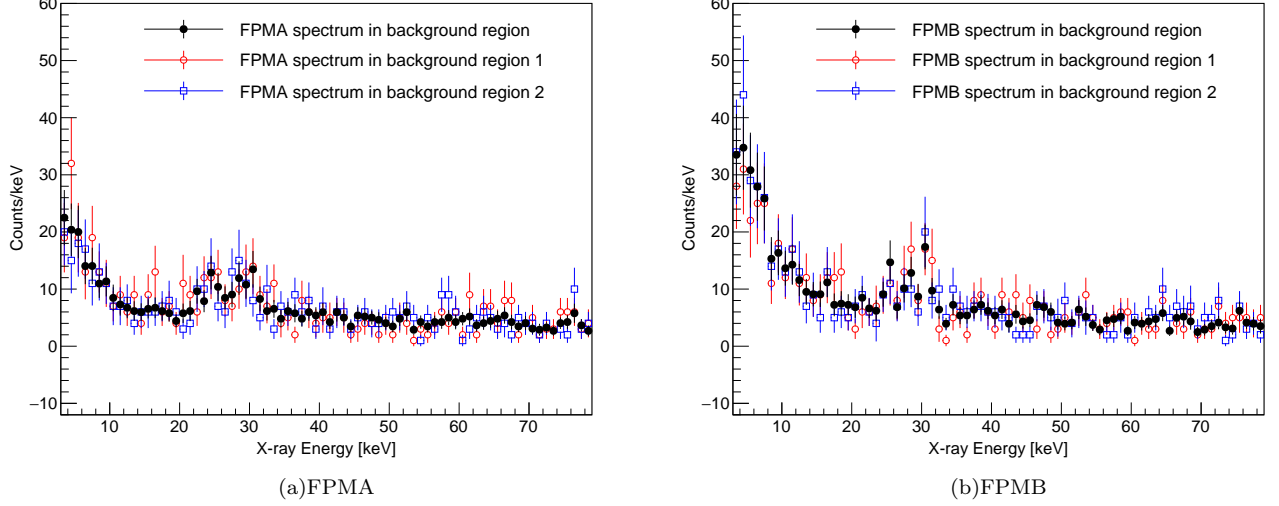 60
50
40
30
20
10
0
−10
Counts/keV
FPMA spectrum in background region
FPMA spectrum in background region 1
FPMA spectrum in background region 2
10 20 30 40 50 60 70
X-ray Energy [keV]
(a)FPMA
60
50
40
30
20
10
0
−10
Counts/keV
FPMB spectrum in background region
FPMB spectrum in background region 1
FPMB spectrum in background region 2
10 20 30 40 50 60 70
X-ray Energy [keV]
(b)FPMB